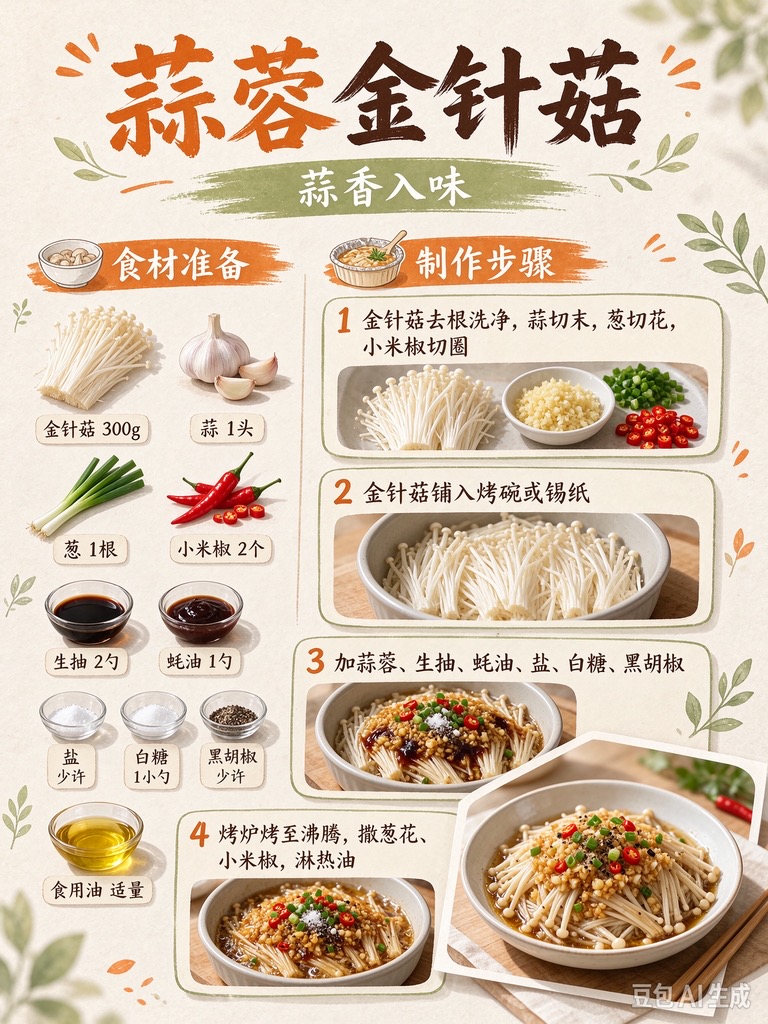 蒜蓉金针菇
蒜香入味
食材准备
金针菇 300g
蒜 1头
葱 1根
小米椒 2个
生抽 2勺
蚝油 1勺
盐
少许
白糖
1小勺
黑胡椒
少许
食用油 适量
制作步骤
1 金针菇去根洗净，蒜切末，葱切花，
小米椒切圈
2 金针菇铺入烤碗或锡纸
3 加蒜蓉、生抽、蚝油、盐、白糖、黑胡椒
4 烤炉烤至沸腾，撒葱花、
小米椒，淋热油
豆包AI生成